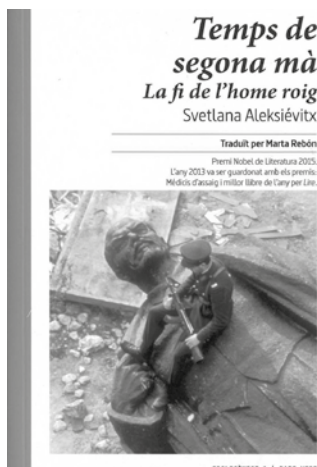 Temps de
segona mà
La fi de l'home roig
Svetlana Aleksiévitx
Traduït per Marta Rebón
Premi Nobel de Literatura 2015.
L'any 2013 va ser guardonat amb els premis:
Médicis d'assaig i millor llibre de l'any per Lire.